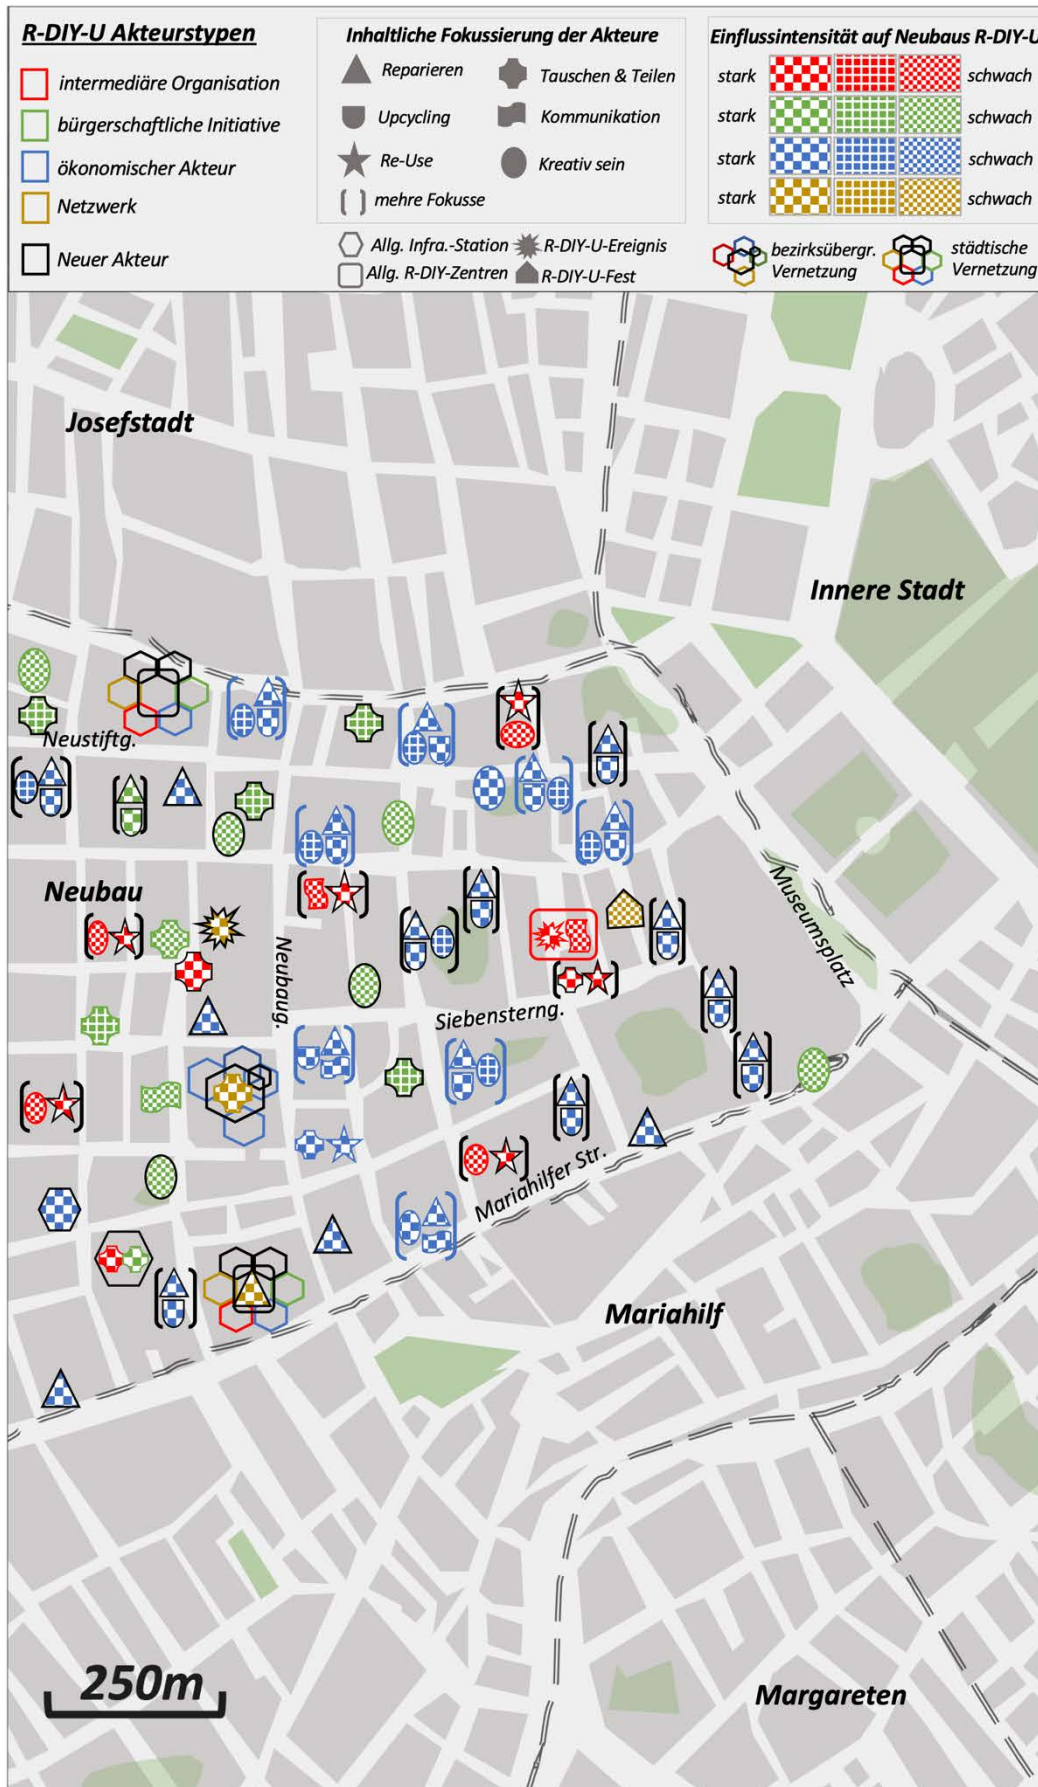 R-DIY-U Akteurstypen
intermediäre Organisation
bürgerschaftliche Initiative
ökonomischer Akteur
Netzwerk
Neuer Akteur
Inhaltliche Fokussierung der Akteure
Reparieren
Tauschen & Teilen
Upcycling
Kommunikation
Re-Use
Kreativ sein
mehre Fokusse
Allg. Infra.-Station
R-DIY-U-Ereignis
Allg. R-DIY-Zentren
R-DIY-U-Fest
Einflussintensität auf Neubaus R-DIY-U
stark schwach
stark schwach
stark schwach
stark schwach
bezirksübergr.
Vernetzung
städtische
Vernetzung
Josefstadt
Innere Stadt
Neustiftg.
Neubau
Neubaug.
Museumsplatz
Siebensterng.
Mariahilfer Str.
Mariahilf
250m
Margareten